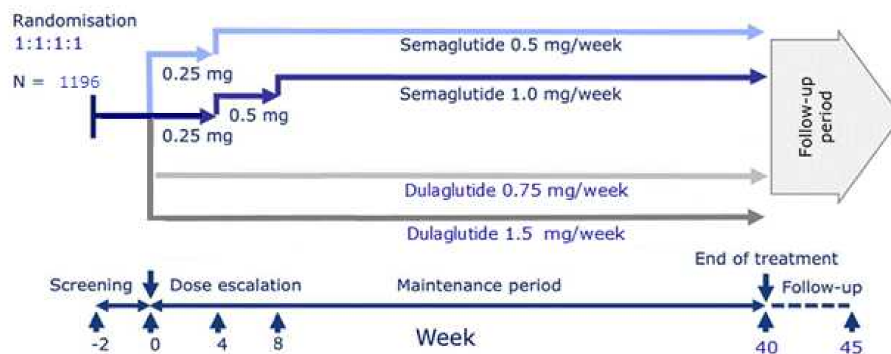 Randomisation
1:1:1:1
N = 1196
0.25 mg
Semaglutide 0.5 mg/week
0.5 mg
Semaglutide 1.0 mg/week
0.25 mg
Follow-up
period
Dulaglutide 0.75 mg/week
Dulaglutide 1.5 mg/week
End of treatment
Screening
Dose escalation
Maintenance period
Follow-up
-2
0
4
8
Week
40
45